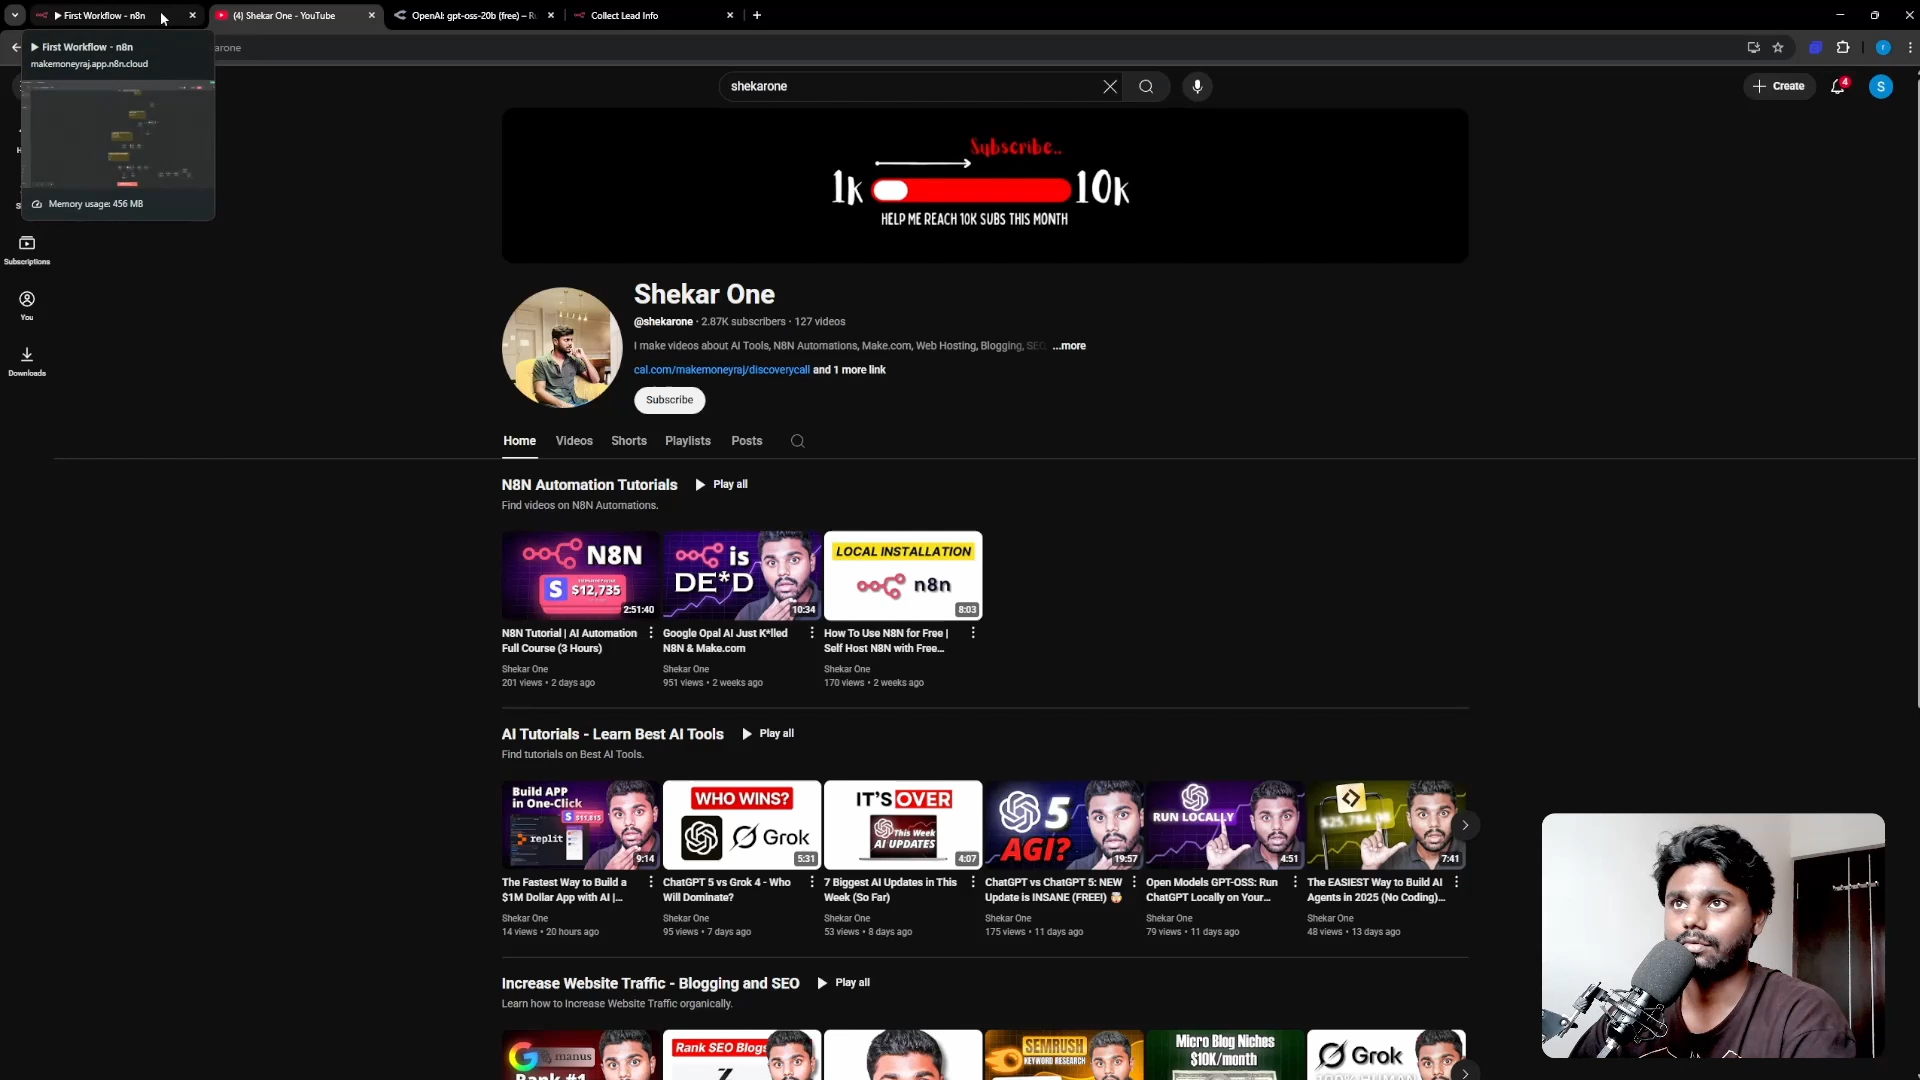 First Workflow - n8n
(4) Shekar One - YouTube
OpenAI: gpt-oss-20b (free) – R
Collect Lead Info
First Workflow - n8n
makemoneyraj.app.n8n.cloud
Memory usage: 456 MB
arone
shekarone
Create
4
S
Subscriptions
You
Downloads
Subscribe..
1K
10K
HELP ME REACH 10K SUBS THIS MONTH
Shekar One
@shekarone · 2.87K subscribers · 127 videos
I make videos about AI Tools, N8N Automations, Make.com, Web Hosting, Blogging, SEO ...more
cal.com/makemoneyraj/discoverycall and 1 more link
Subscribe
Home Videos Shorts Playlists Posts
N8N Automation Tutorials Play all
Find videos on N8N Automations.
N8N
S $12,735
2:51:40
is
DE*D
10:34
LOCAL INSTALLATION
n8n
8:03
N8N Tutorial | AI Automation Full Course (3 Hours)
Shekar One
201 views • 2 days ago
Google Opal AI Just K*lled N8N & Make.com
Shekar One
951 views • 2 weeks ago
How To Use N8N for Free | Self Host N8N with Free...
Shekar One
170 views • 2 weeks ago
AI Tutorials - Learn Best AI Tools Play all
Find tutorials on Best AI Tools.
Build APP
in One-Click
S $11,815
replit
9:14
WHO WINS?
Grok
5:31
IT'S OVER
This Week
AI UPDATES
4:07
5
AGI?
19:57
RUN LOCALLY
4:51
7:41
The Fastest Way to Build a $1M Dollar App with AI |...
Shekar One
14 views • 20 hours ago
ChatGPT 5 vs Grok 4 - Who Will Dominate?
Shekar One
95 views • 7 days ago
7 Biggest AI Updates in This Week (So Far)
Shekar One
53 views • 8 days ago
ChatGPT vs ChatGPT 5: NEW Update is INSANE (FREE!) 🤯
Shekar One
175 views • 11 days ago
Open Models GPT-OSS: Run ChatGPT Locally on Your...
Shekar One
79 views • 11 days ago
The EASIEST Way to Build AI Agents in 2025 (No Coding)...
Shekar One
48 views • 13 days ago
Increase Website Traffic - Blogging and SEO Play all
Learn how to Increase Website Traffic organically.
manus
Rank #1
Rank SEO Blogs
SEMRUSH
KEYWORD RESEARCH
Micro Blog Niches
$10K/month
Grok